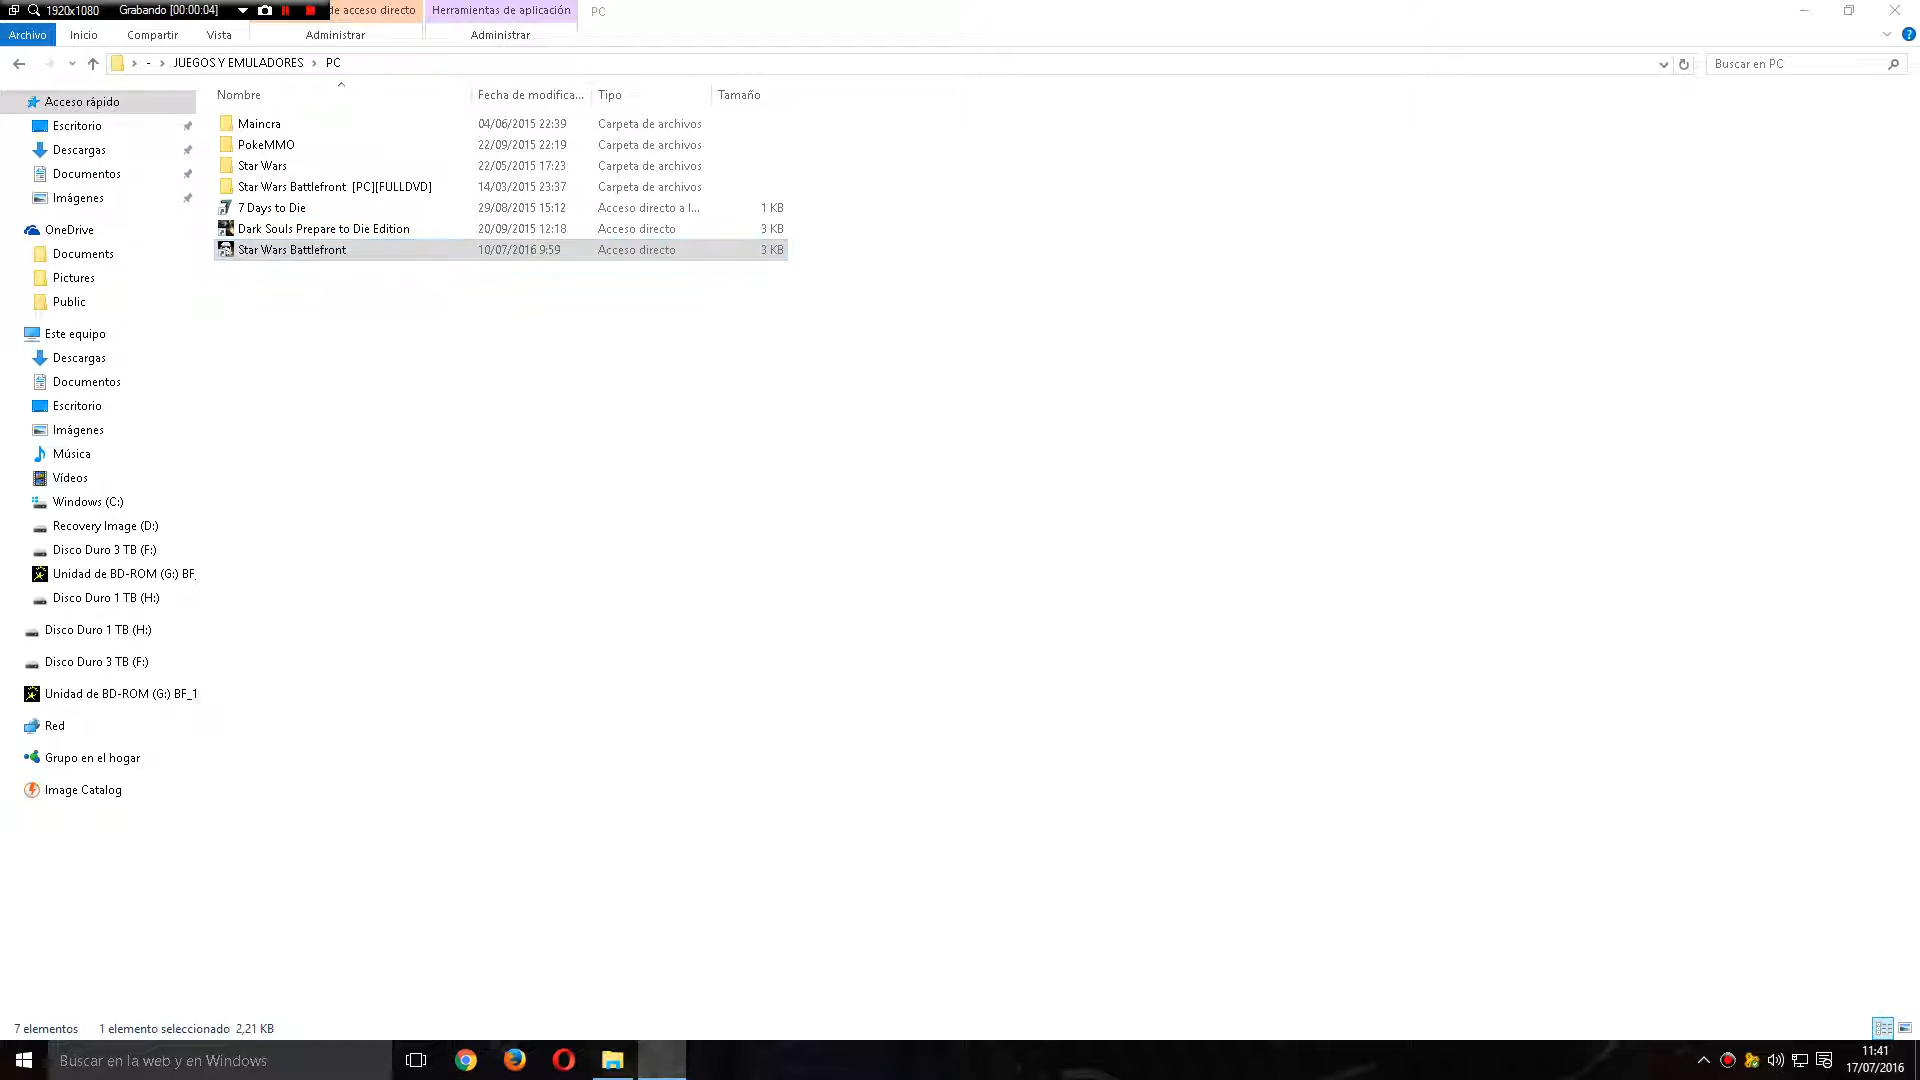 1920x1080 Grabando [00:00:04] de acceso directo Herramientas de aplicación PC
Archivo Inicio Compartir Vista Administrar Administrar
- JUEGOS Y EMULADORES PC Buscar en PC
Nombre Fecha de modifica... Tipo Tamaño
Maincra 04/06/2015 22:39 Carpeta de archivos
PokeMMO 22/09/2015 22:19 Carpeta de archivos
Star Wars 22/05/2015 17:23 Carpeta de archivos
Star Wars Battlefront [PC][FULLDVD] 14/03/2015 23:37 Carpeta de archivos
7 Days to Die 29/08/2015 15:12 Acceso directo a I... 1 KB
Dark Souls Prepare to Die Edition 20/09/2015 12:18 Acceso directo 3 KB
Star Wars Battlefront 10/07/2016 9:59 Acceso directo 3 KB
Acceso rápido
Escritorio
Descargas
Documentos
Imágenes
OneDrive
Documents
Pictures
Public
Este equipo
Descargas
Documentos
Escritorio
Imágenes
Música
Vídeos
Windows (C:)
Recovery Image (D:)
Disco Duro 3 TB (F:)
Unidad de BD-ROM (G:) BF_
Disco Duro 1 TB (H:)
Disco Duro 1 TB (H:)
Disco Duro 3 TB (F:)
Unidad de BD-ROM (G:) BF_1
Red
Grupo en el hogar
Image Catalog
7 elementos 1 elemento seleccionado 2,21 KB
Buscar en la web y en Windows
11:41
17/07/2016